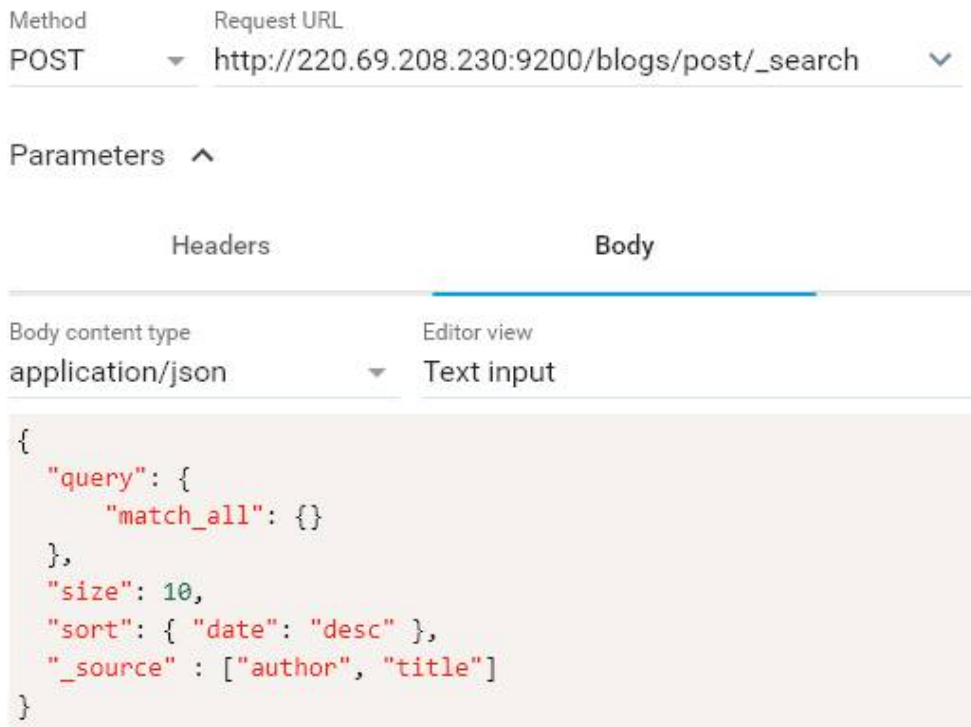 Method Request URL
POST http://220.69.208.230:9200/blogs/post/_search
Parameters
Headers Body
Body content type Editor view
application/json Text input
{
  "query": {
      "match_all": {}
  },
  "size": 10,
  "sort": { "date": "desc" },
  "_source" : ["author", "title"]
}